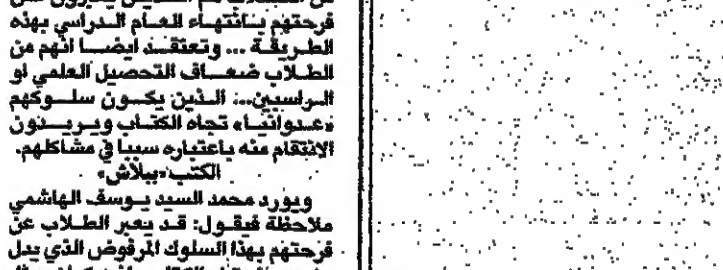 فرحتهم بانتهاء العام الدراسي بهذه
الطريقة ... وتعتقد ايضا انهم من
الطلاب ضعاف التحصيل العلمي او
الراسبين... الذين يكون سلوكهم
«عدوانيا» تجاه الكتاب ويريدون
الانتقام منه باعتباره سببا في مشاكلهم.
الكتب «ببلاش»
ويورد محمد السيد يوسف الهاشمي
ملاحظة فيقول: قد يعبر الطلاب عن
فرحتهم بهذا السلوك المرفوض الذي يدل